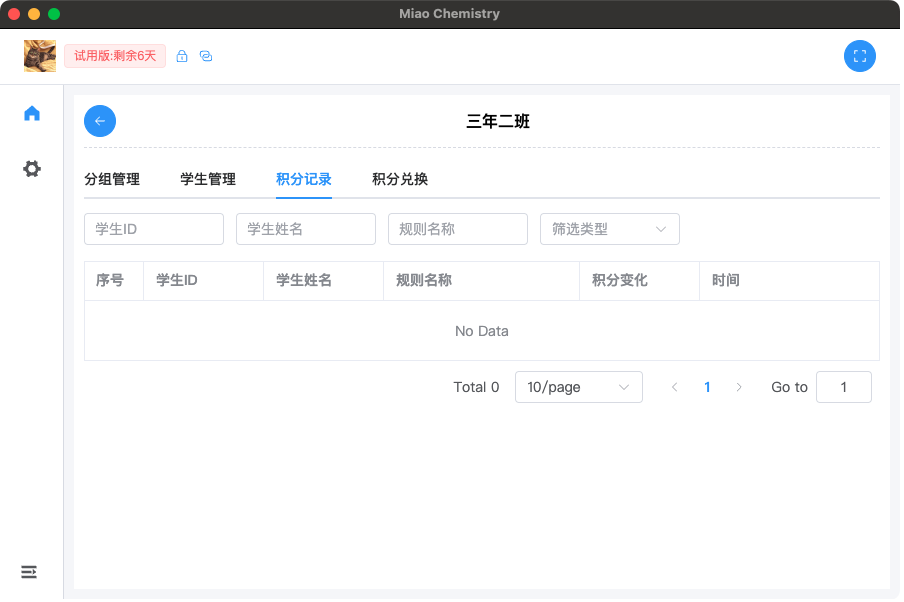 Miao Chemistry
试用版:剩余6天
三年二班
分组管理 学生管理 积分记录 积分兑换
学生ID 学生姓名 规则名称 筛选类型
序号 学生ID 学生姓名 规则名称 积分变化 时间
No Data
Total 0 10/page 1 Go to 1